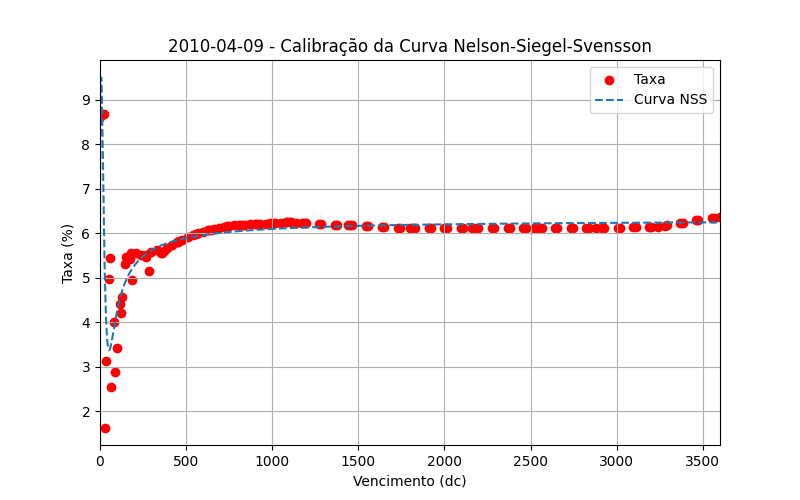 2010-04-09 - Calibração da Curva Nelson-Siegel-Svensson
Taxa
Curva NSS
Taxa (%)
9
8
7
6
5
4
3
2
0 500 1000 1500 2000 2500 3000 3500
Vencimento (dc)